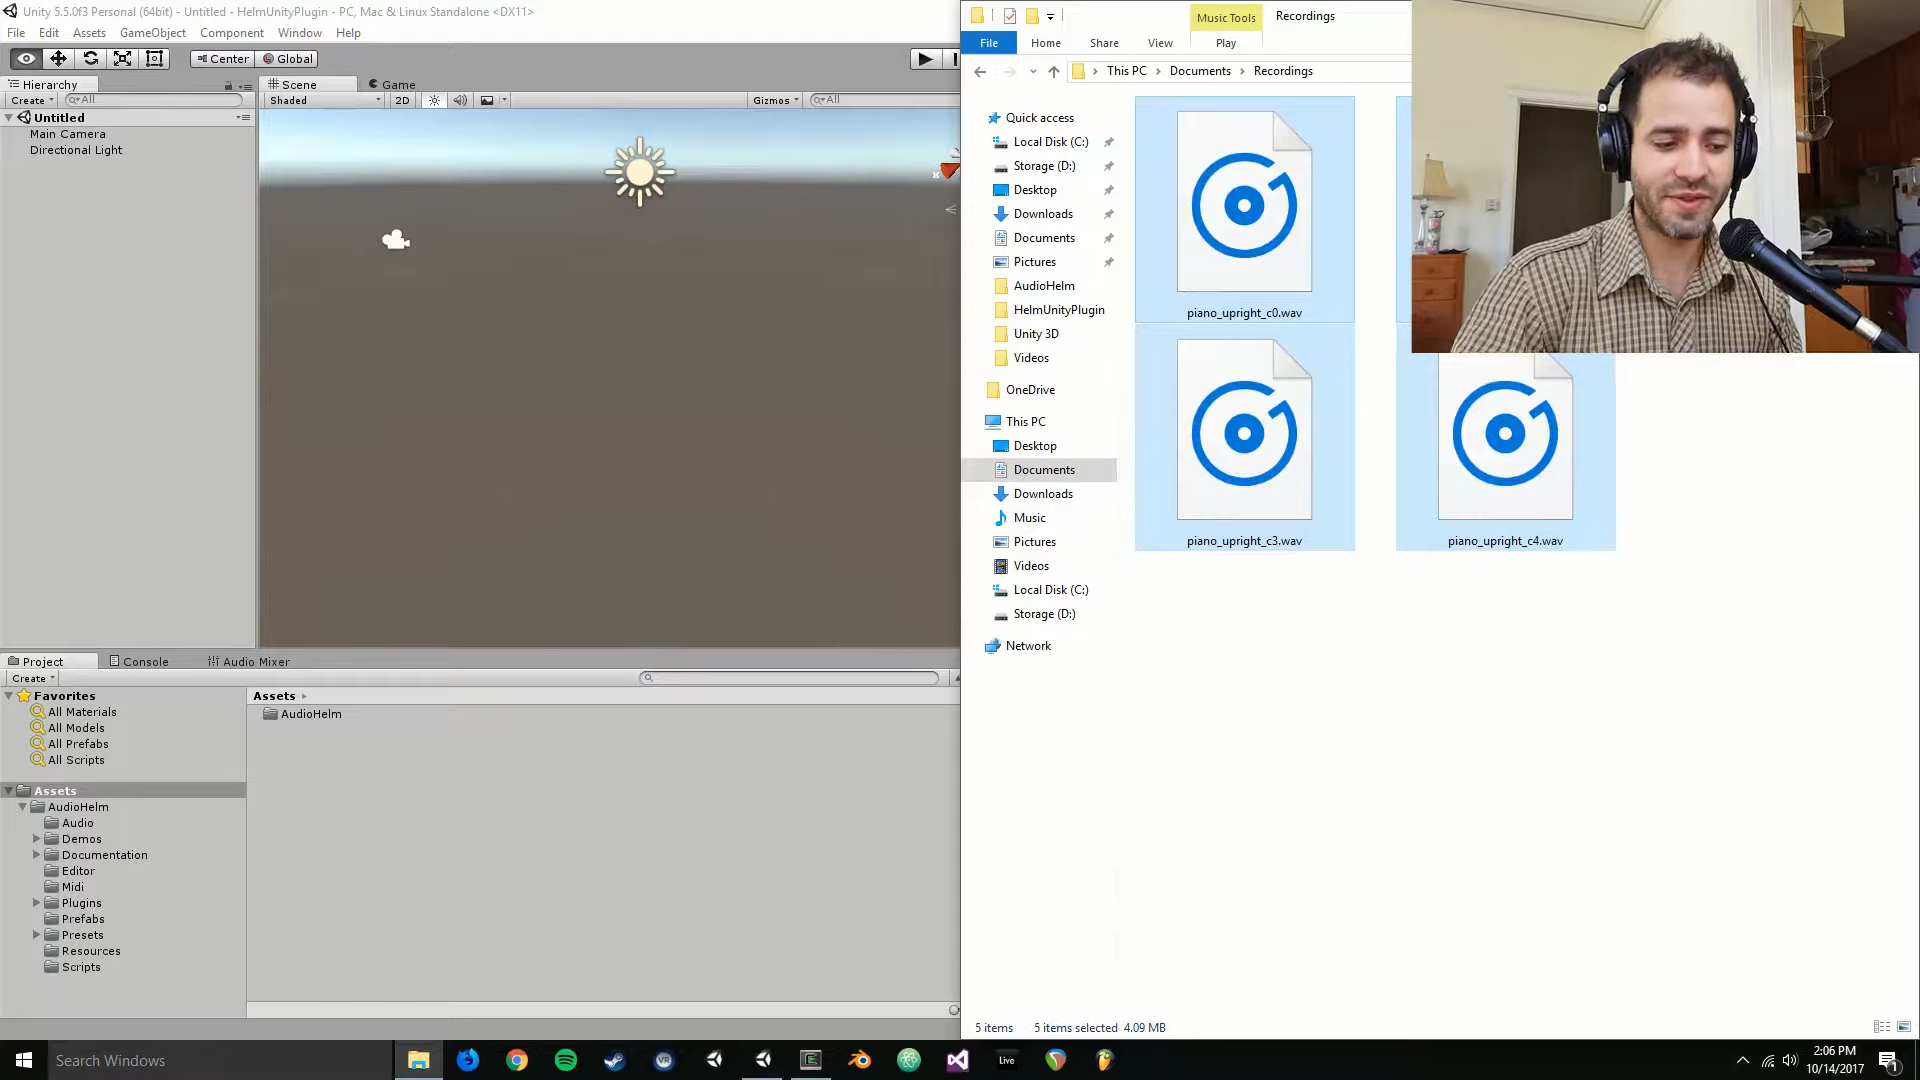 Unity 5.5.0f3 Personal (64bit) - Untitled - HelmUnityPlugin - PC, Mac & Linux Standalone <DX11>
File Edit Assets GameObject Component Window Help
Center Global
Hierarchy
Create All
Untitled
Main Camera
Directional Light
Scene Game
Shaded 2D Gizmos All
Project Console Audio Mixer
Create
Favorites
All Materials
All Models
All Prefabs
All Scripts
Assets
AudioHelm
Audio
Demos
Documentation
Editor
Midi
Plugins
Prefabs
Presets
Resources
Scripts
Assets
AudioHelm
Music Tools Recordings
File Home Share View Play
This PC Documents Recordings
Quick access
Local Disk (C:)
Storage (D:)
Desktop
Downloads
Documents
Pictures
AudioHelm
HelmUnityPlugin
Unity 3D
Videos
OneDrive
This PC
Desktop
Documents
Downloads
Music
Pictures
Videos
Local Disk (C:)
Storage (D:)
Network
piano_upright_c0.wav
piano_upright_c3.wav
piano_upright_c4.wav
5 items 5 items selected 4.09 MB
Search Windows
VR
Live
2:06 PM
10/14/2017
1